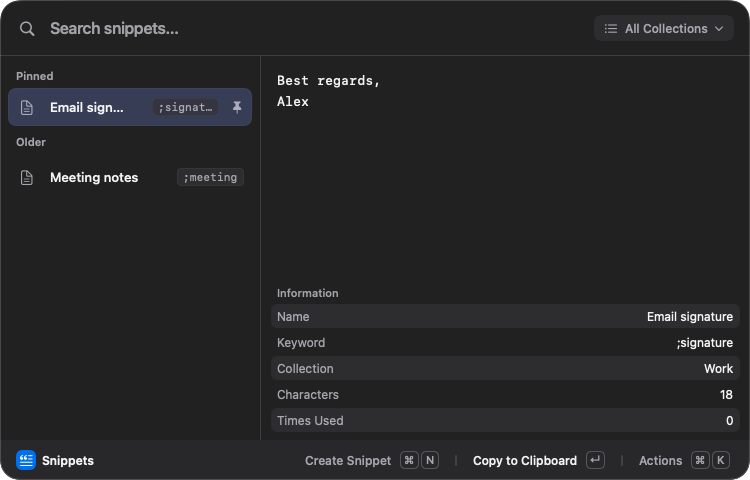 Search snippets...
All Collections
Pinned
Email sign... ;signat...
Older
Meeting notes ;meeting
Best regards,
Alex
Information
Name Email signature
Keyword ;signature
Collection Work
Characters 18
Times Used 0
Snippets Create Snippet ⌘ N Copy to Clipboard ↵ Actions ⌘ K